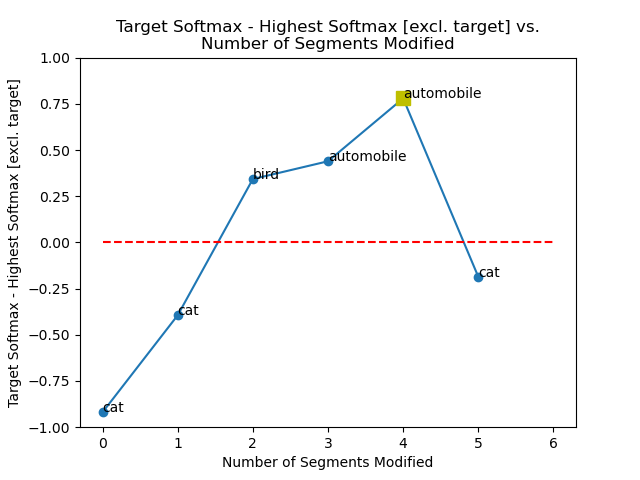 Target Softmax - Highest Softmax [excl. target] vs.
Number of Segments Modified
Target Softmax - Highest Softmax [excl. target]
1.00
0.75
0.50
0.25
0.00
−0.25
−0.50
−0.75
−1.00
automobile
automobile
bird
cat
cat
cat
0 1 2 3 4 5 6
Number of Segments Modified